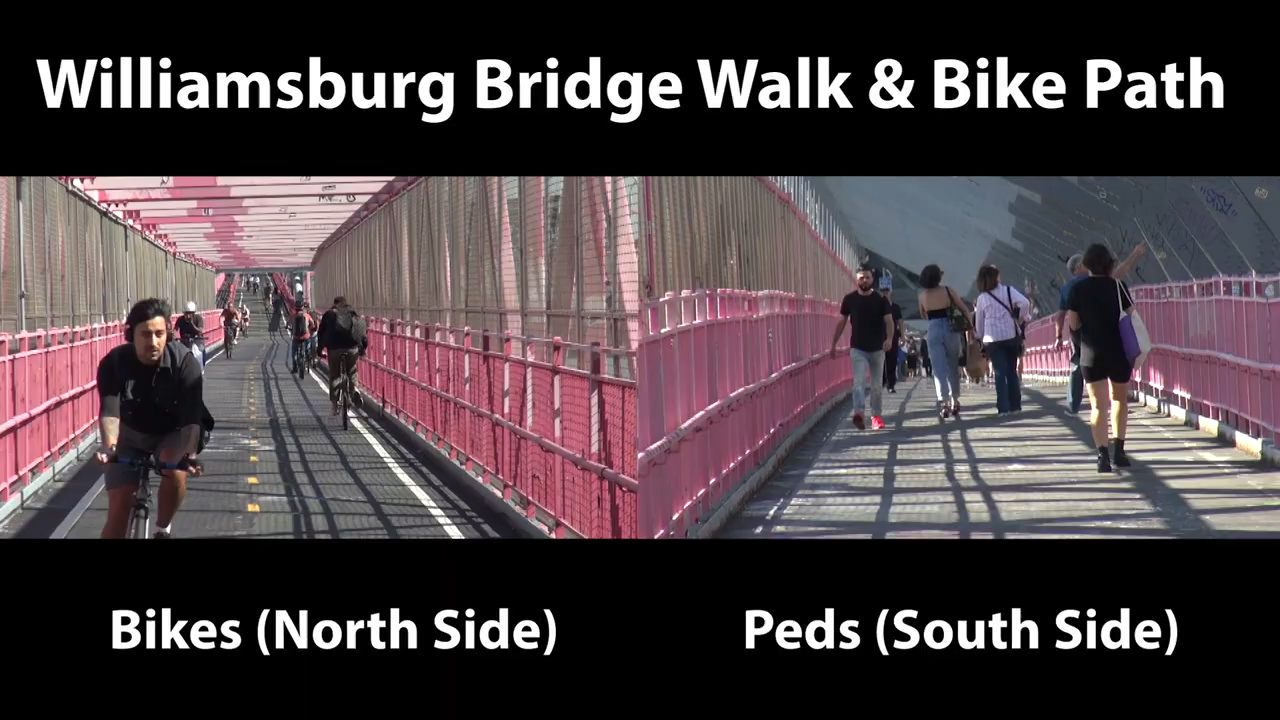 Williamsburg Bridge Walk & Bike Path
Bikes (North Side)
Peds (South Side)